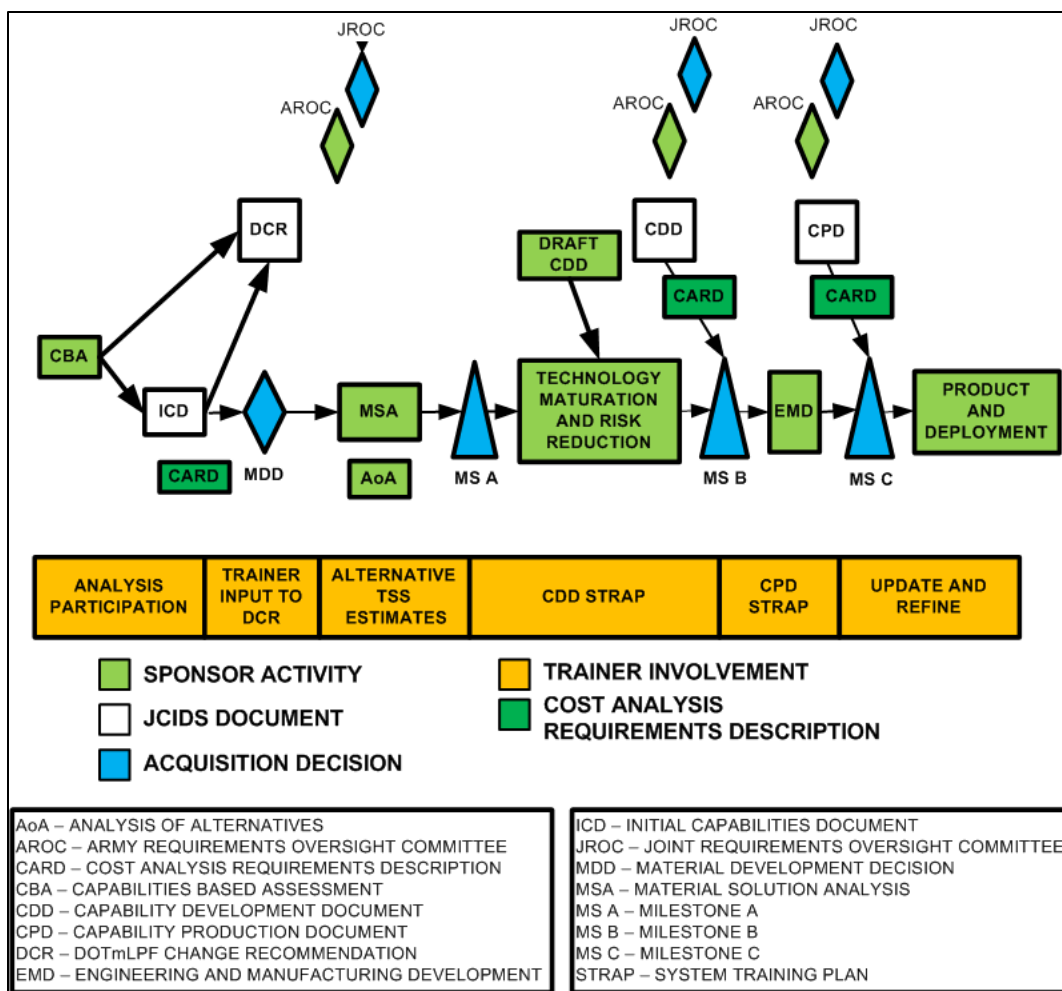 JROC
JROC
JROC
AROC
AROC
AROC
DCR
CDD
CPD
DRAFT
CDD
CARD
CARD
CBA
ICD
MSA
TECHNOLOGY
MATURATION
AND RISK
REDUCTION
EMD
PRODUCT
AND
DEPLOYMENT
CARD
MDD
AoA
MS A
MS B
MS C
ANALYSIS
PARTICIPATION
TRAINER
INPUT TO
DCR
ALTERNATIVE
TSS
ESTIMATES
CDD STRAP
CPD
STRAP
UPDATE AND
REFINE
SPONSOR ACTIVITY
JCIDS DOCUMENT
ACQUISITION DECISION
TRAINER INVOLVEMENT
COST ANALYSIS
REQUIREMENTS DESCRIPTION
AoA – ANALYSIS OF ALTERNATIVES
AROC – ARMY REQUIREMENTS OVERSIGHT COMMITTEE
CARD – COST ANALYSIS REQUIREMENTS DESCRIPTION
CBA – CAPABILITIES BASED ASSESSMENT
CDD – CAPABILITY DEVELOPMENT DOCUMENT
CPD – CAPABILITY PRODUCTION DOCUMENT
DCR – DOTmLPF CHANGE RECOMMENDATION
EMD – ENGINEERING AND MANUFACTURING DEVELOPMENT
ICD – INITIAL CAPABILITIES DOCUMENT
JROC – JOINT REQUIREMENTS OVERSIGHT COMMITTEE
MDD – MATERIAL DEVELOPMENT DECISION
MSA – MATERIAL SOLUTION ANALYSIS
MS A – MILESTONE A
MS B – MILESTONE B
MS C – MILESTONE C
STRAP – SYSTEM TRAINING PLAN